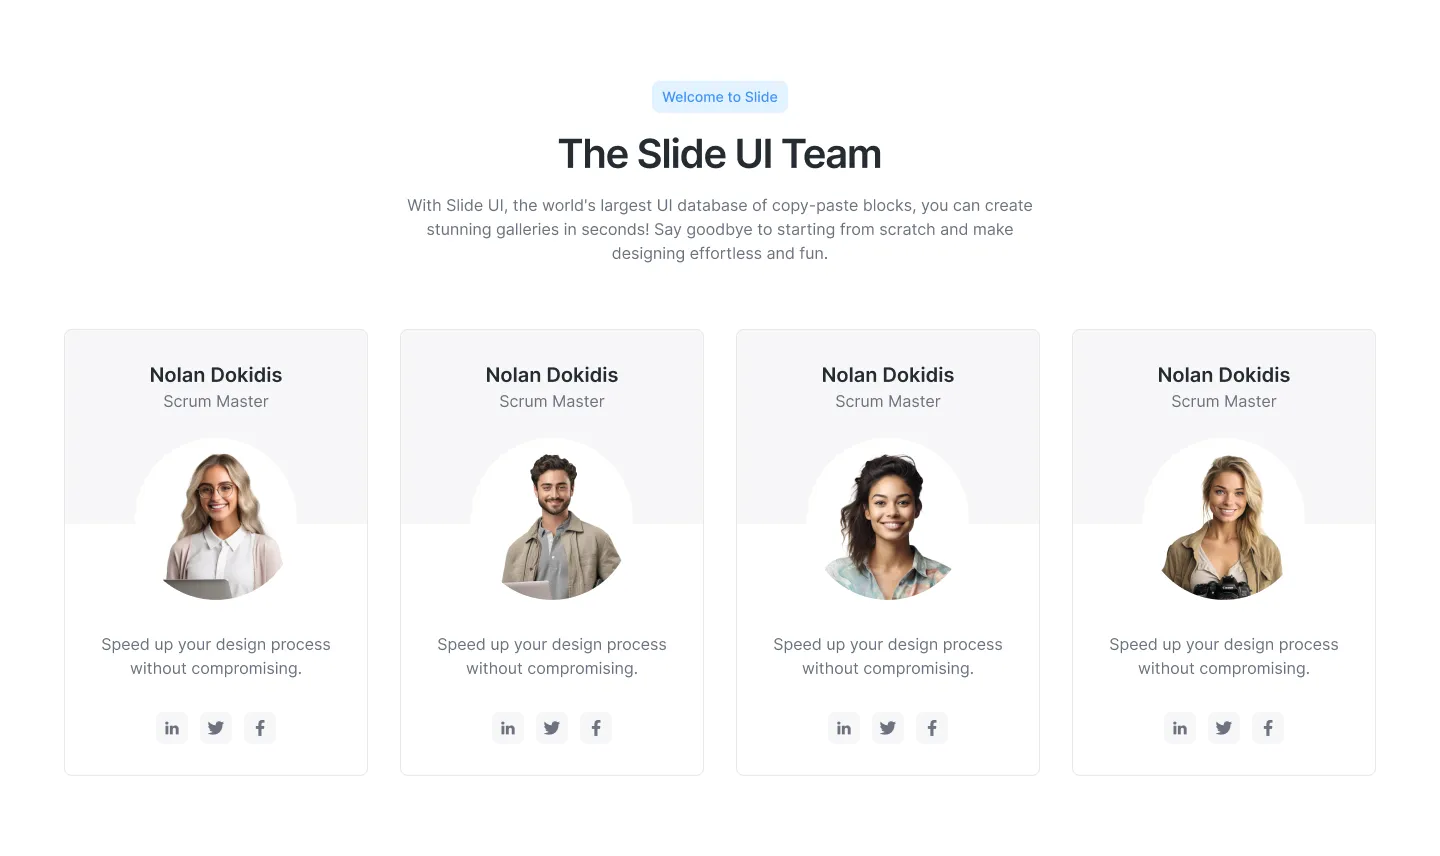 Welcome to Slide
The Slide UI Team
With Slide UI, the world's largest UI database of copy-paste blocks, you can create
stunning galleries in seconds! Say goodbye to starting from scratch and make
designing effortless and fun.
Nolan Dokidis
Scrum Master
Speed up your design process
without compromising.
in
f
Nolan Dokidis
Scrum Master
Speed up your design process
without compromising.
in
f
Nolan Dokidis
Scrum Master
Speed up your design process
without compromising.
in
f
Nolan Dokidis
Scrum Master
Speed up your design process
without compromising.
in
f